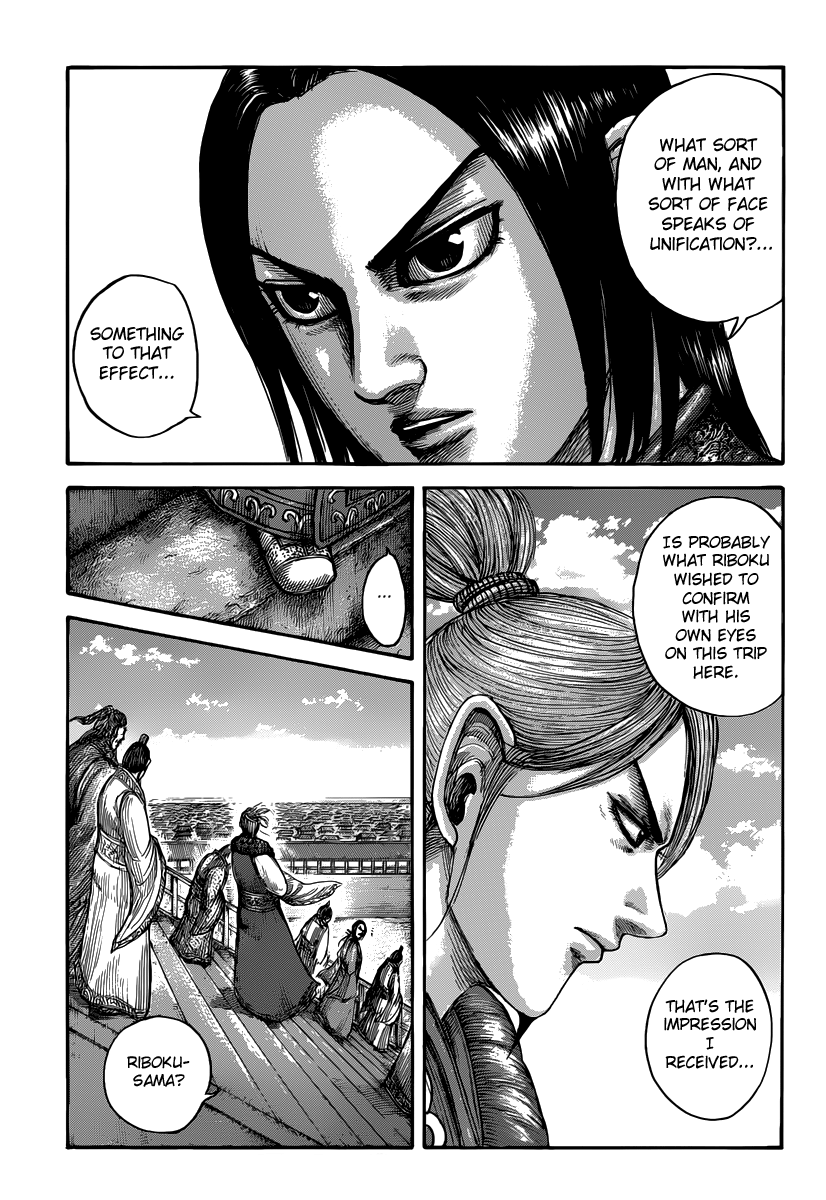 WHAT SORT
OF MAN, AND
WITH WHAT
SORT OF FACE
SPEAKS OF
UNIFICATION?...
SOMETHING
TO THAT
EFFECT...
IS PROBABLY
WHAT RIBOKU
WISHED TO
CONFIRM
WITH HIS
OWN EYES
ON THIS TRIP
HERE.
THAT'S THE
IMPRESSION
I
RECEIVED...
...
RIBOKU-
SAMA?